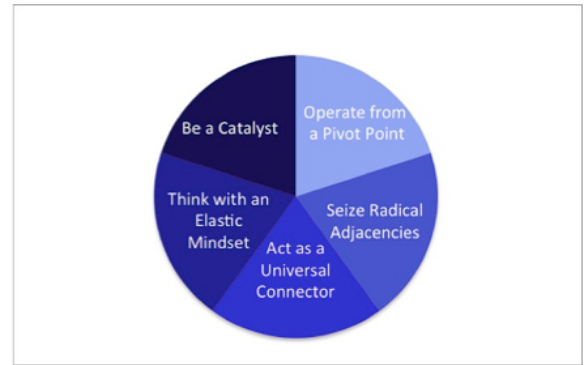 Operate from
a Pivot Point
Seize Radical
Adjacencies
Act as a
Universal
Connector
Think with an
Elastic
Mindset
Be a Catalyst